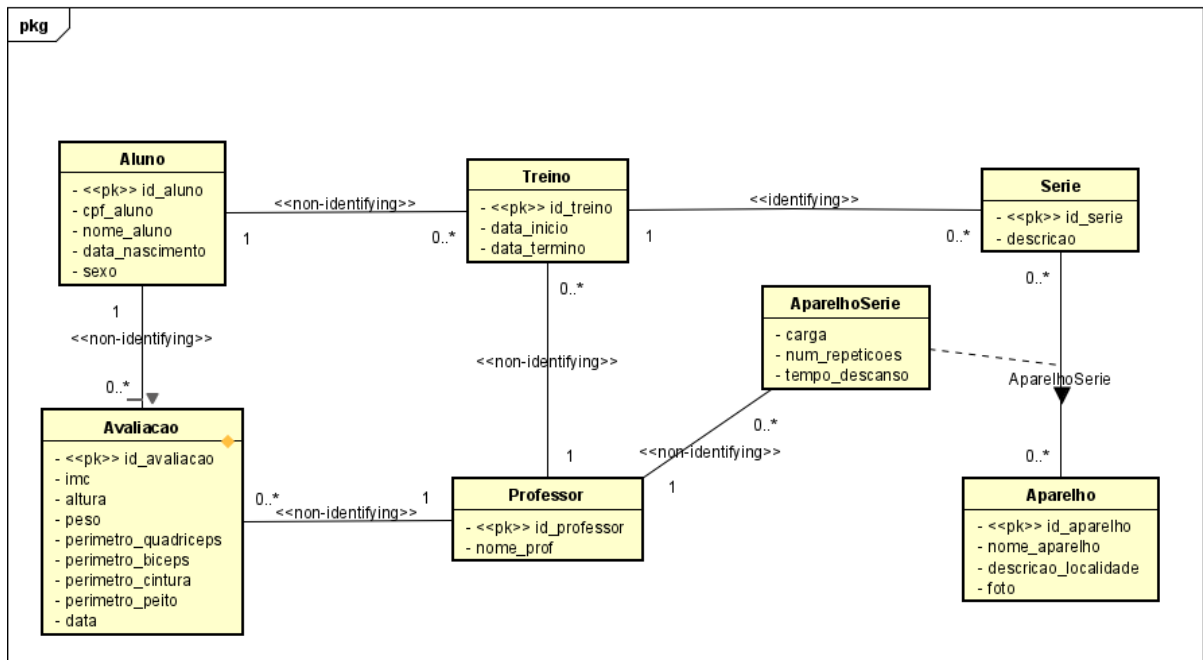 pkg
Aluno
- <<pk>> id_aluno
- cpf_aluno
- nome_aluno
- data_nascimento
- sexo
<<non-identifying>>
1
0..*
Treino
- <<pk>> id_treino
- data_inicio
- data_termino
<<identifying>>
1
0..*
Serie
- <<pk>> id_serie
- descricao
1
<<non-identifying>>
0..*
0..*
<<non-identifying>>
1
AparelhoSerie
- carga
- num_repeticoes
- tempo_descanso
0..*
AparelhoSerie
0..*
0..*
<<non-identifying>>
1
Avaliacao
- <<pk>> id_avaliacao
- imc
- altura
- peso
- perimetro_quadriceps
- perimetro_biceps
- perimetro_cintura
- perimetro_peito
- data
0..*
1
<<non-identifying>>
Professor
- <<pk>> id_professor
- nome_prof
Aparelho
- <<pk>> id_aparelho
- nome_aparelho
- descricao_localidade
- foto